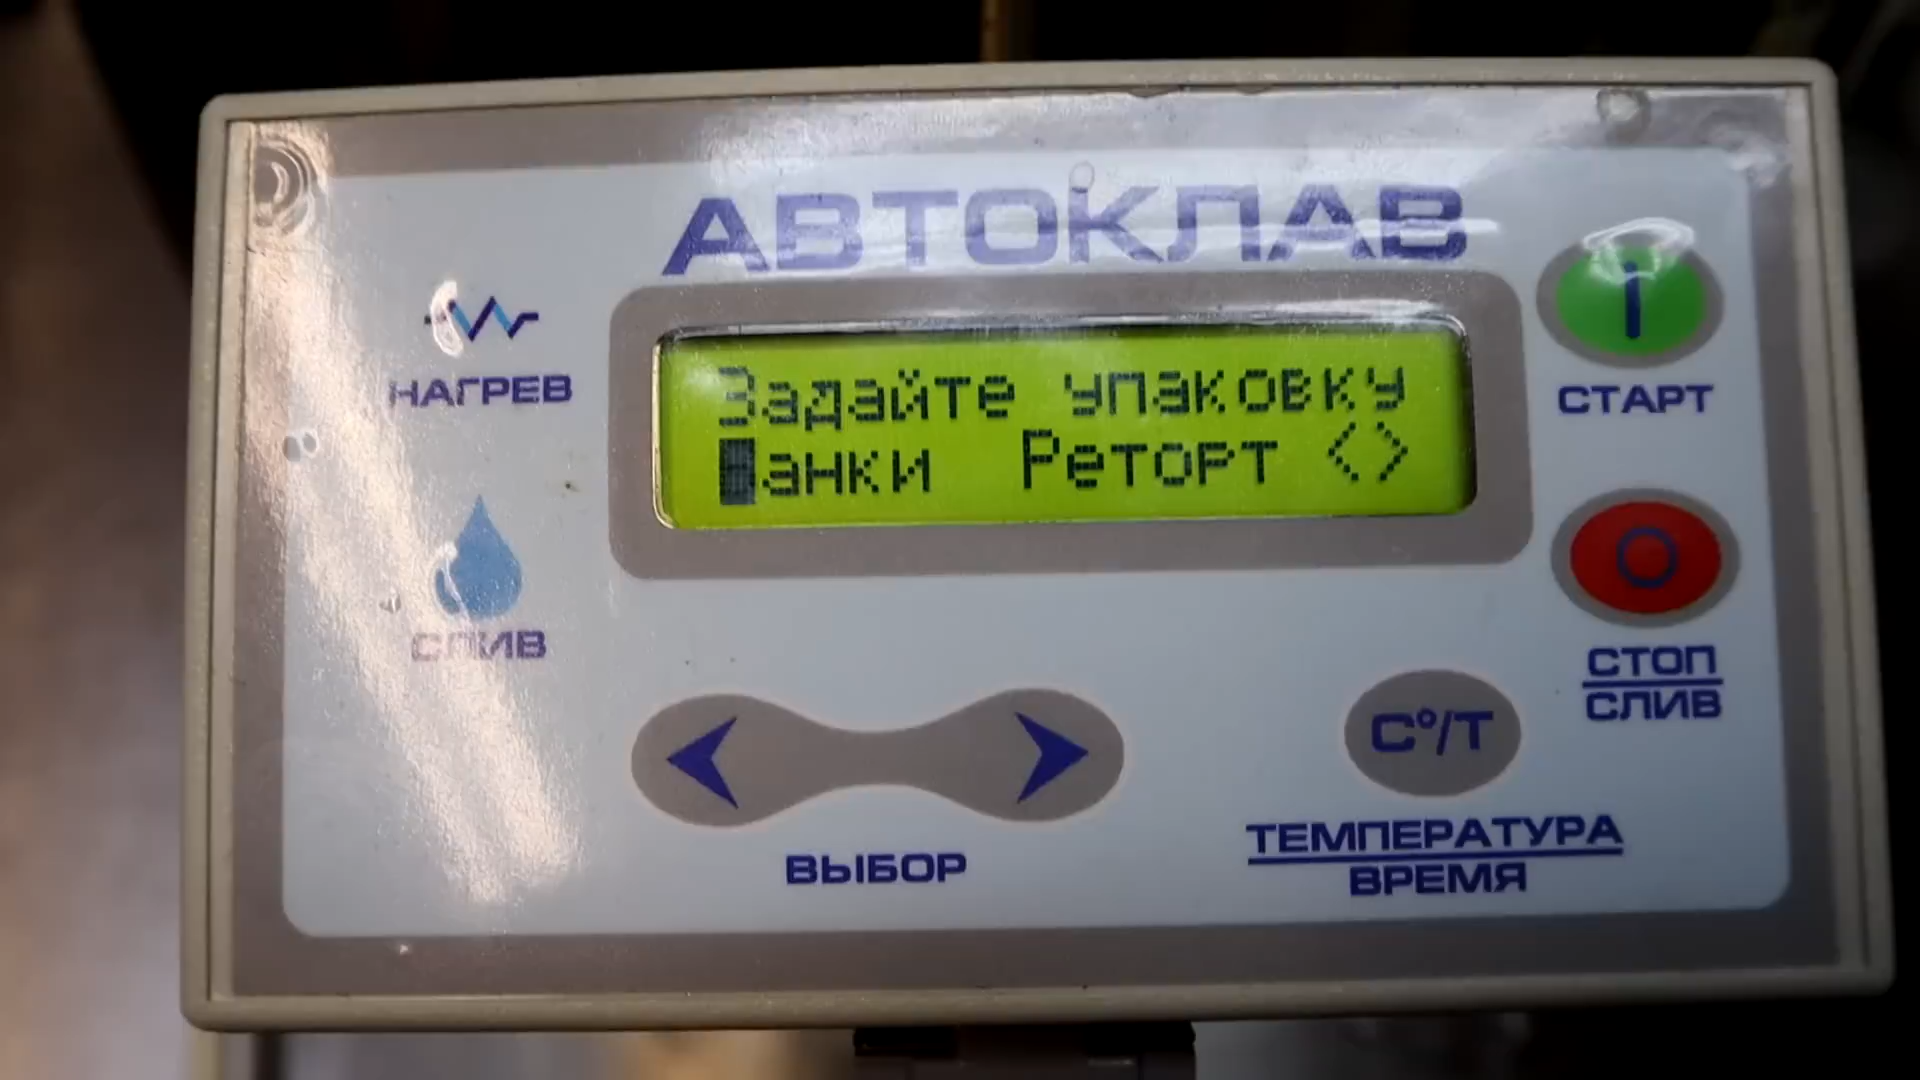 АВТОКЛАВ
НАГРЕВ
Задайте упаковку
Банки Реторт <>
СТАРТ
СЛИВ
СТОП
СЛИВ
C°/T
ВЫБОР
ТЕМПЕРАТУРА
ВРЕМЯ